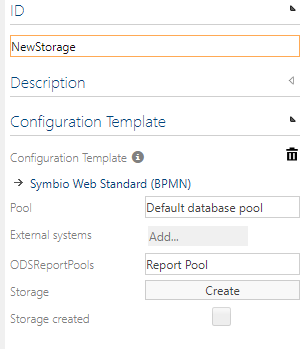 ID
NewStorage
Description
Configuration Template
Configuration Template
Symbio Web Standard (BPMN)
Pool Default database pool
External systems Add...
ODSReportPools Report Pool
Storage Create
Storage created